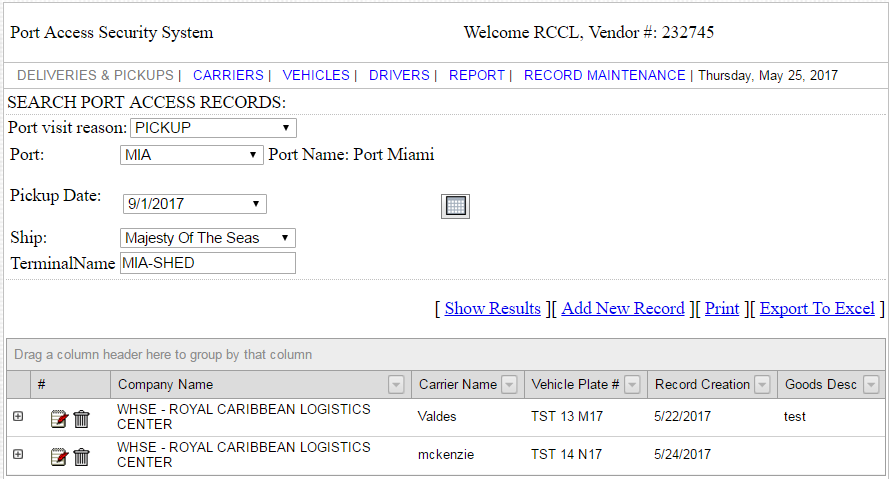 Port Access Security System Welcome RCCL, Vendor #: 232745
DELIVERIES & PICKUPS | CARRIERS | VEHICLES | DRIVERS | REPORT | RECORD MAINTENANCE | Thursday, May 25, 2017
SEARCH PORT ACCESS RECORDS:
Port visit reason: PICKUP
Port: MIA Port Name: Port Miami
Pickup Date: 9/1/2017
Ship: Majesty Of The Seas
TerminalName MIA-SHED
[ Show Results ][ Add New Record ][ Print ][ Export To Excel ]
Drag a column header here to group by that column
# Company Name Carrier Name Vehicle Plate # Record Creation Goods Desc
WHSE - ROYAL CARIBBEAN LOGISTICS
CENTER Valdes TST 13 M17 5/22/2017 test
WHSE - ROYAL CARIBBEAN LOGISTICS
CENTER mckenzie TST 14 N17 5/24/2017